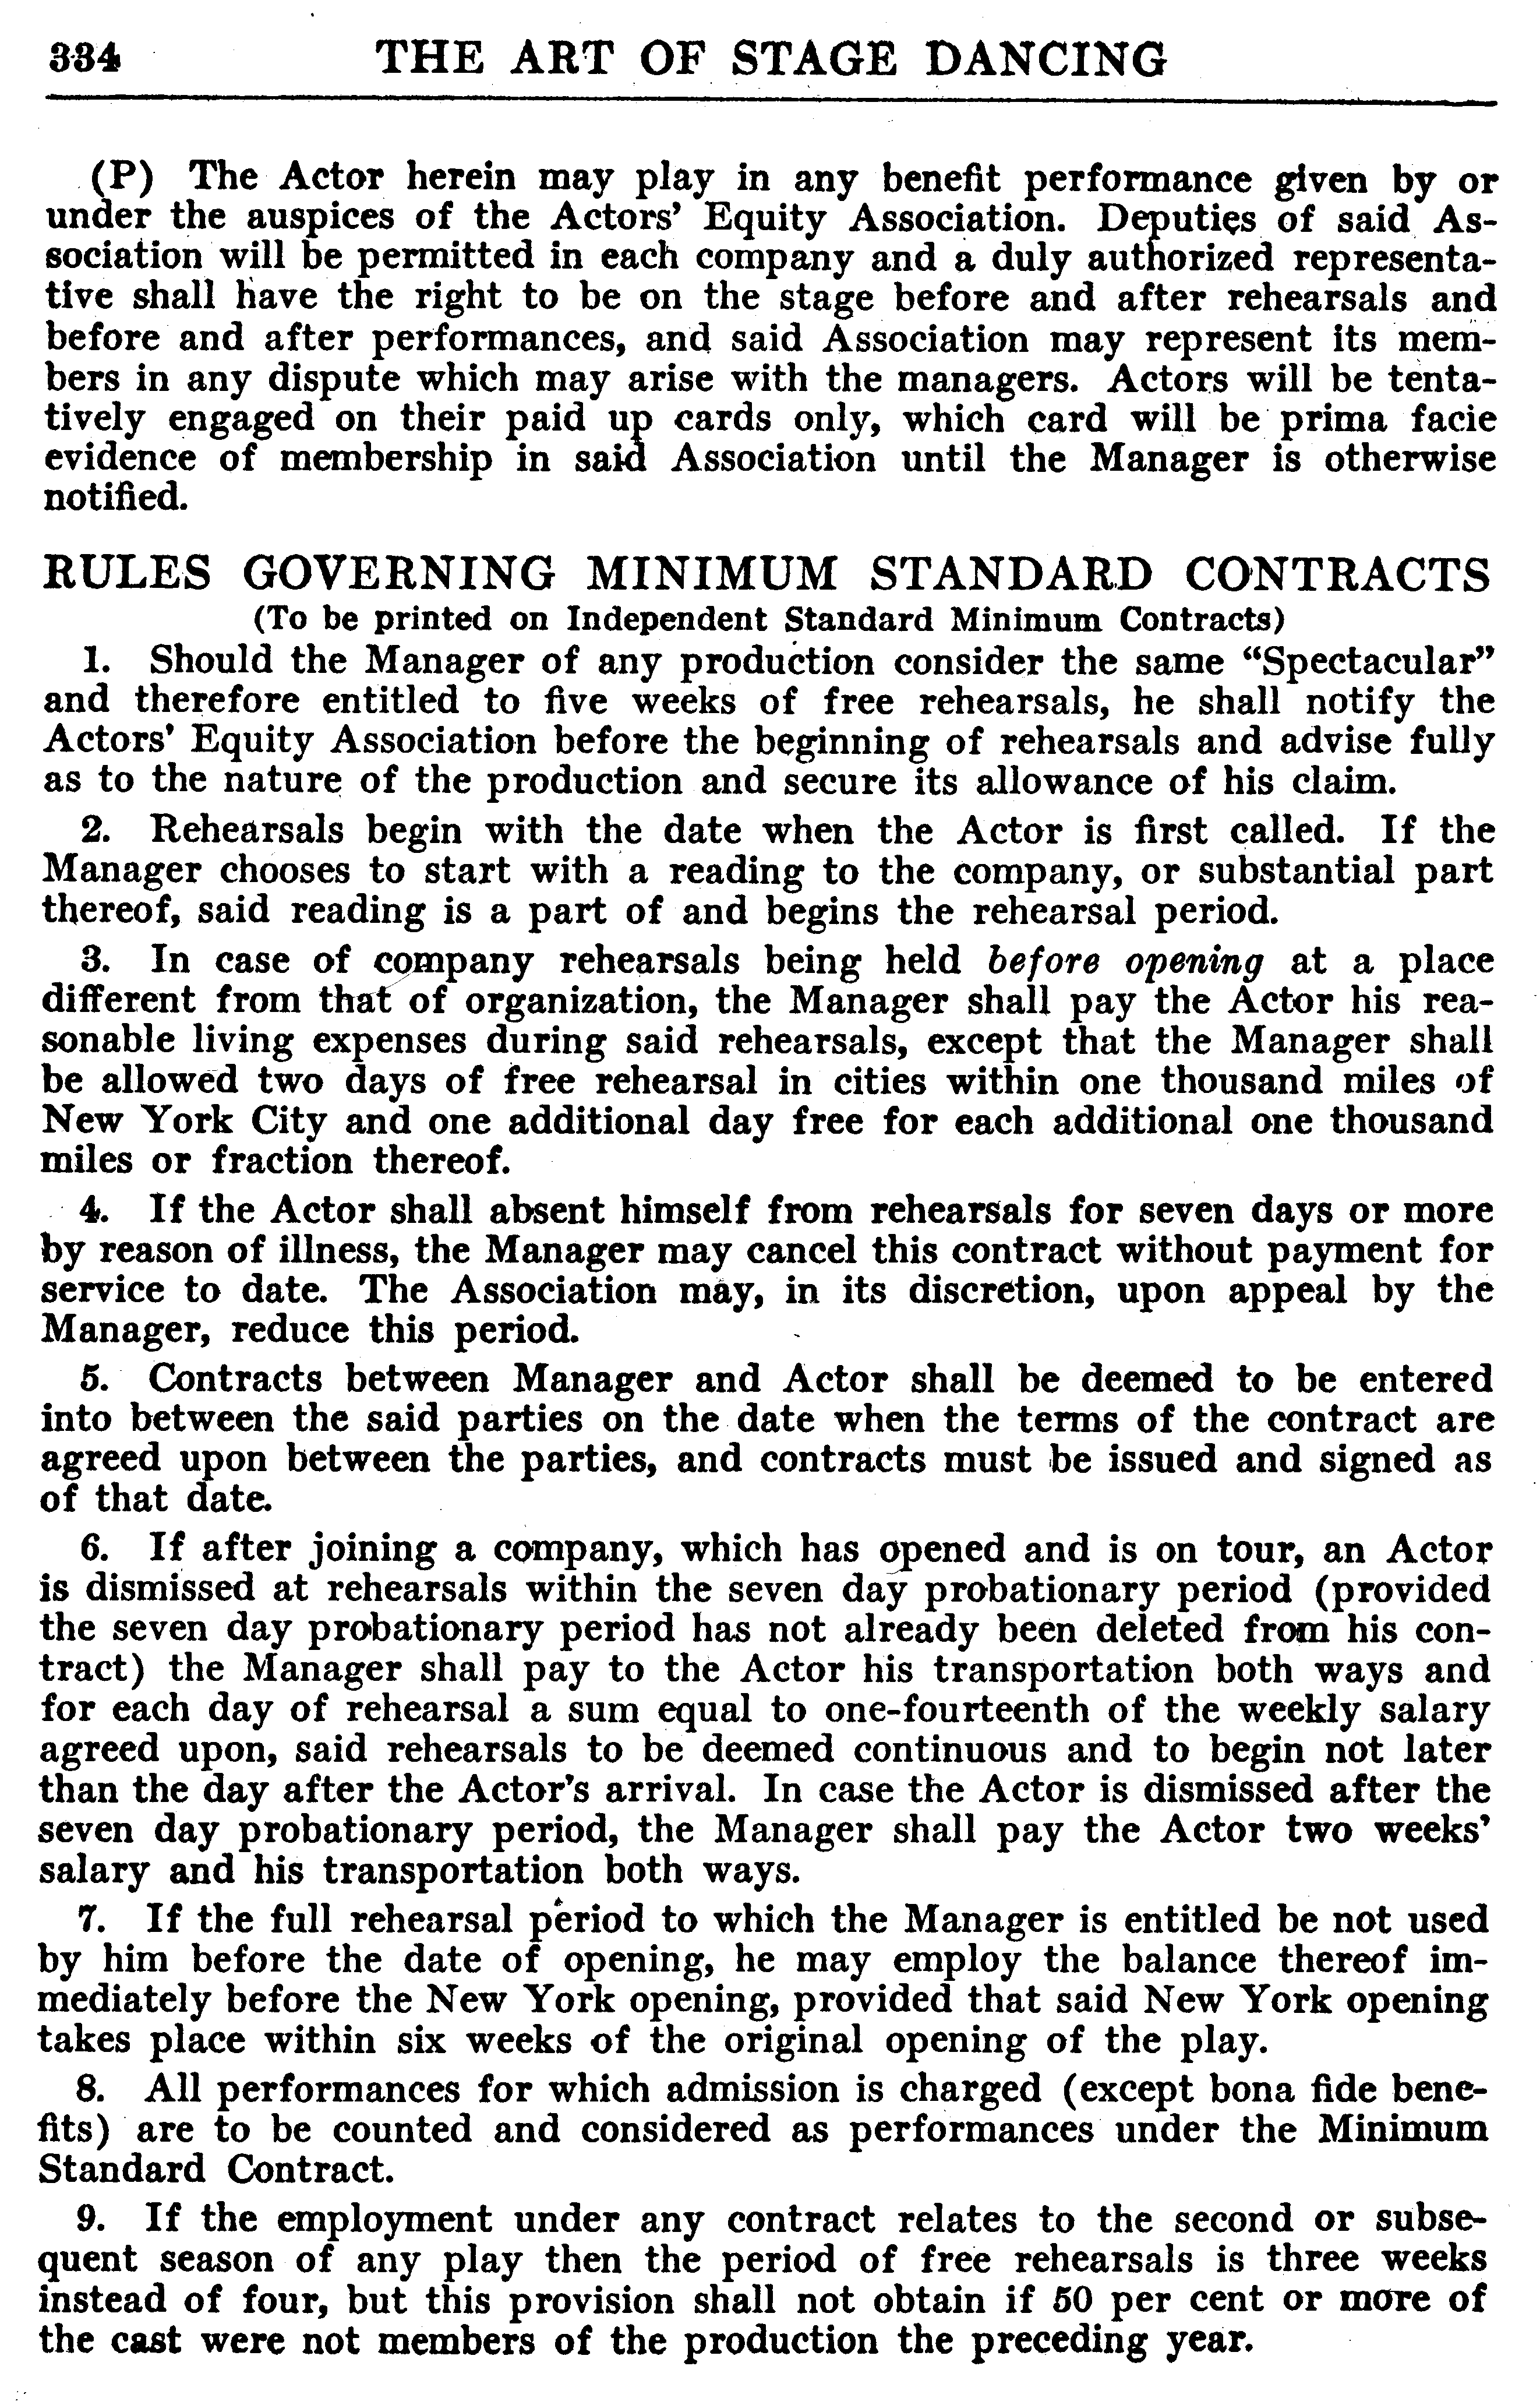 334 THE ART OF STAGE DANCING
(P) The Actor herein may play in any benefit performance given by or
under the auspices of the Actors' Equity Association. Deputies of said As-
sociation will be permitted in each company and a duly authorized representa-
tive shall have the right to be on the stage before and after rehearsals and
before and after performances, and said Association may represent its mem-
bers in any dispute which may arise with the managers. Actors will be tenta-
tively engaged on their paid up cards only, which card will be prima facie
evidence of membership in said Association until the Manager is otherwise
notified.
RULES GOVERNING MINIMUM STANDARD CONTRACTS
(To be printed on Independent Standard Minimum Contracts)
1. Should the Manager of any production consider the same “Spectacular”
and therefore entitled to five weeks of free rehearsals, he shall notify the
Actors' Equity Association before the beginning of rehearsals and advise fully
as to the nature of the production and secure its allowance of his claim.
2. Rehearsals begin with the date when the Actor is first called. If the
Manager chooses to start with a reading to the company, or substantial part
thereof, said reading is a part of and begins the rehearsal period.
3. In case of company rehearsals being held before opening at a place
different from that of organization, the Manager shall pay the Actor his rea-
sonable living expenses during said rehearsals, except that the Manager shall
be allowed two days of free rehearsal in cities within one thousand miles of
New York City and one additional day free for each additional one thousand
miles or fraction thereof.
4. If the Actor shall absent himself from rehearsals for seven days or more
by reason of illness, the Manager may cancel this contract without payment for
service to date. The Association may, in its discretion, upon appeal by the
Manager, reduce this period.
5. Contracts between Manager and Actor shall be deemed to be entered
into between the said parties on the date when the terms of the contract are
agreed upon between the parties, and contracts must be issued and signed as
of that date.
6. If after joining a company, which has opened and is on tour, an Actor
is dismissed at rehearsals within the seven day probationary period (provided
the seven day probationary period has not already been deleted from his con-
tract) the Manager shall pay to the Actor his transportation both ways and
for each day of rehearsal a sum equal to one-fourteenth of the weekly salary
agreed upon, said rehearsals to be deemed continuous and to begin not later
than the day after the Actor's arrival. In case the Actor is dismissed after the
seven day probationary period, the Manager shall pay the Actor two weeks'
salary and his transportation both ways.
7. If the full rehearsal period to which the Manager is entitled be not used
by him before the date of opening, he may employ the balance thereof im-
mediately before the New York opening, provided that said New York opening
takes place within six weeks of the original opening of the play.
8. All performances for which admission is charged (except bona fide bene-
fits) are to be counted and considered as performances under the Minimum
Standard Contract.
9. If the employment under any contract relates to the second or subse-
quent season of any play then the period of free rehearsals is three weeks
instead of four, but this provision shall not obtain if 50 per cent or more of
the cast were not members of the production the preceding year.